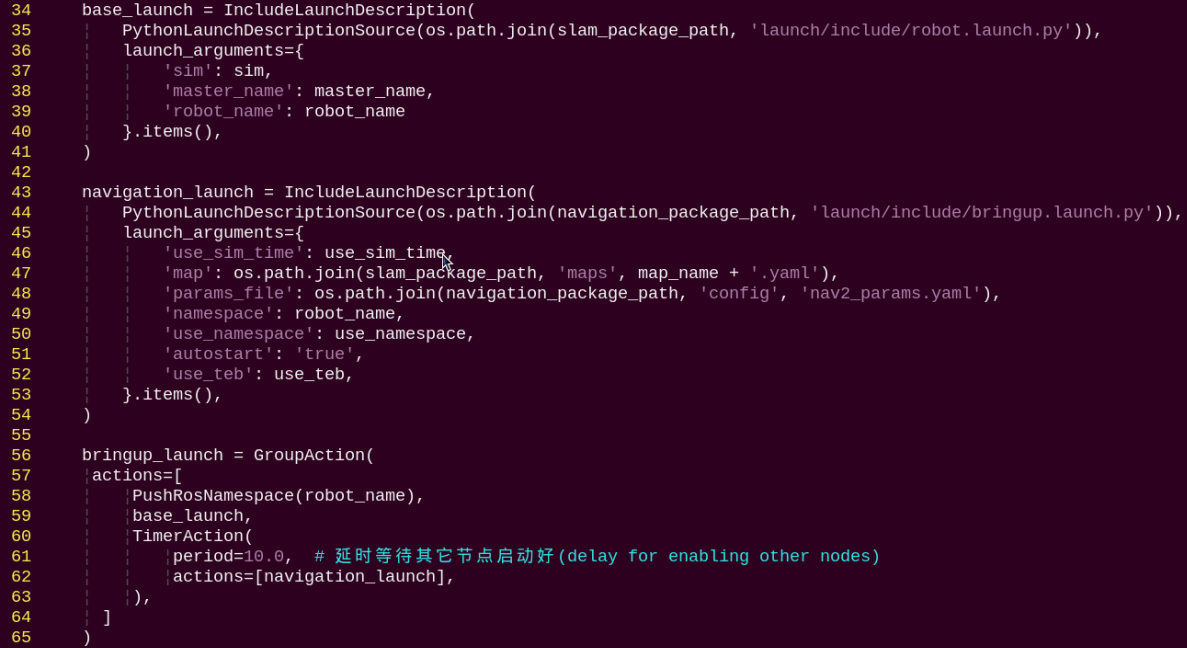 34     base_launch = IncludeLaunchDescription(
35         PythonLaunchDescriptionSource(os.path.join(slam_package_path, 'launch/include/robot.launch.py')),
36         launch_arguments={
37             'sim': sim,
38             'master_name': master_name,
39             'robot_name': robot_name
40         }.items(),
41     )
42
43     navigation_launch = IncludeLaunchDescription(
44         PythonLaunchDescriptionSource(os.path.join(navigation_package_path, 'launch/include/bringup.launch.py')),
45         launch_arguments={
46             'use_sim_time': use_sim_time,
47             'map': os.path.join(slam_package_path, 'maps', map_name + '.yaml'),
48             'params_file': os.path.join(navigation_package_path, 'config', 'nav2_params.yaml'),
49             'namespace': robot_name,
50             'use_namespace': use_namespace,
51             'autostart': 'true',
52             'use_teb': use_teb,
53         }.items(),
54     )
55
56     bringup_launch = GroupAction(
57      actions=[
58          PushRosNamespace(robot_name),
59          base_launch,
60          TimerAction(
61              period=10.0,  # 延时等待其它节点启动好(delay for enabling other nodes)
62              actions=[navigation_launch],
63          ),
64       ]
65     )